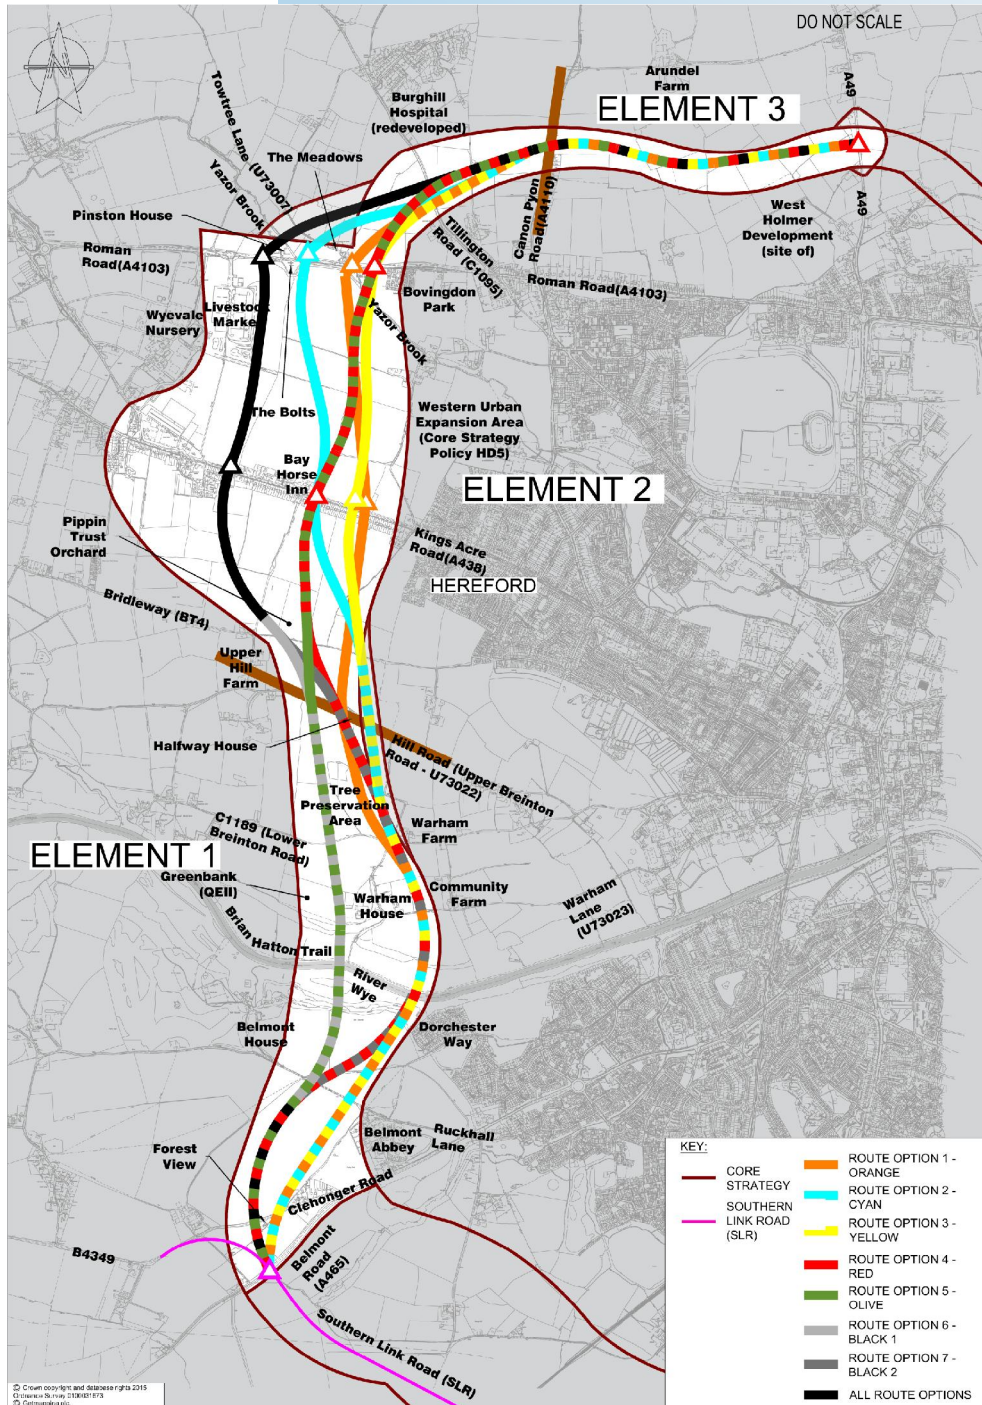 DO NOT SCALE
N
Arundel
Farm
A49
ELEMENT 3
Burghill
Hospital
(redeveloped)
Towtree Lane (U73007)
Yazor Brook
The Meadows
Pinston House
Roman
Road(A4103)
Canon Pyon
Road(A4110)
Tillington
Road (C1095)
A49
West
Holmer
Development
(site of)
Roman Road(A4103)
Bovingdon
Park
Yazor Brook
Livestock
Marke
Wyevale
Nursery
The Bolts
Western Urban
Expansion Area
(Core Strategy
Policy HD5)
Bay
Horse
Inn
ELEMENT 2
Pippin
Trust
Orchard
Kings Acre
Road(A438)
HEREFORD
Bridleway (BT4)
Upper
Hill
Farm
Halfway House
Hill Road (Upper Breinton
Road - U73022)
Tree
Preservation
Area
Warham
Farm
C1189 (Lower
Breinton Road)
ELEMENT 1
Greenbank
(QEII)
Warham
House
Community
Farm
Warham
Lane
(U73023)
Brian
Hatton Trail
River
Wye
Belmont
House
Dorchester
Way
Belmont
Abbey
Ruckhall
Lane
Forest
View
Clehonger Road
B4349
Belmont
Road
(A465)
Southern Link Road (SLR)
KEY:
CORE
STRATEGY
SOUTHERN
LINK ROAD
(SLR)
ROUTE OPTION 1 -
ORANGE
ROUTE OPTION 2 -
CYAN
ROUTE OPTION 3 -
YELLOW
ROUTE OPTION 4 -
RED
ROUTE OPTION 5 -
OLIVE
ROUTE OPTION 6 -
BLACK 1
ROUTE OPTION 7 -
BLACK 2
ALL ROUTE OPTIONS
© Crown copyright and database rights 2015
Ordnance Survey 0100031673
© Getmapping plc